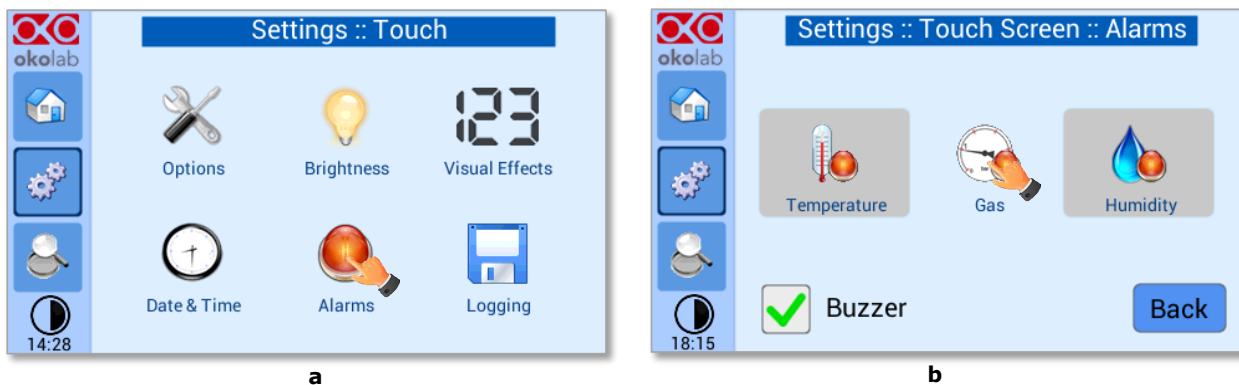 okolab
Settings :: Touch
Options
Brightness
123
Visual Effects
Date & Time
Alarms
Logging
14:28
a
okolab
Settings :: Touch Screen :: Alarms
Temperature
Gas
Humidity
Buzzer
Back
18:15
b